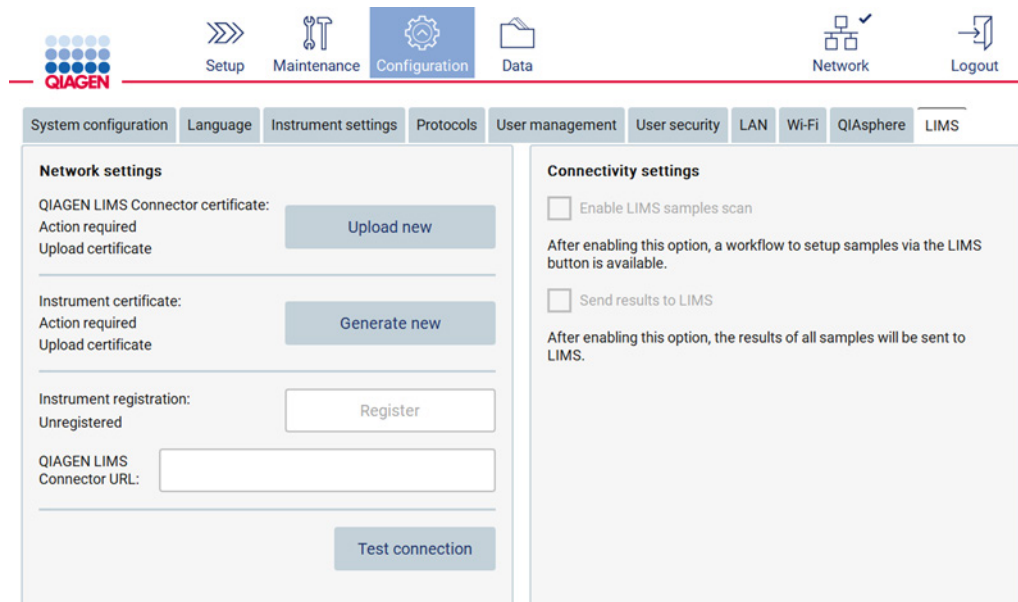 QIAGEN
Setup
Maintenance
Configuration
Data
Network
Logout
System configuration
Language
Instrument settings
Protocols
User management
User security
LAN
Wi-Fi
QIAsphere
LIMS
Network settings
QIAGEN LIMS Connector certificate:
Action required
Upload certificate
Upload new
Instrument certificate:
Action required
Upload certificate
Generate new
Instrument registration:
Unregistered
Register
QIAGEN LIMS
Connector URL:
Test connection
Connectivity settings
Enable LIMS samples scan
After enabling this option, a workflow to setup samples via the LIMS
button is available.
Send results to LIMS
After enabling this option, the results of all samples will be sent to
LIMS.